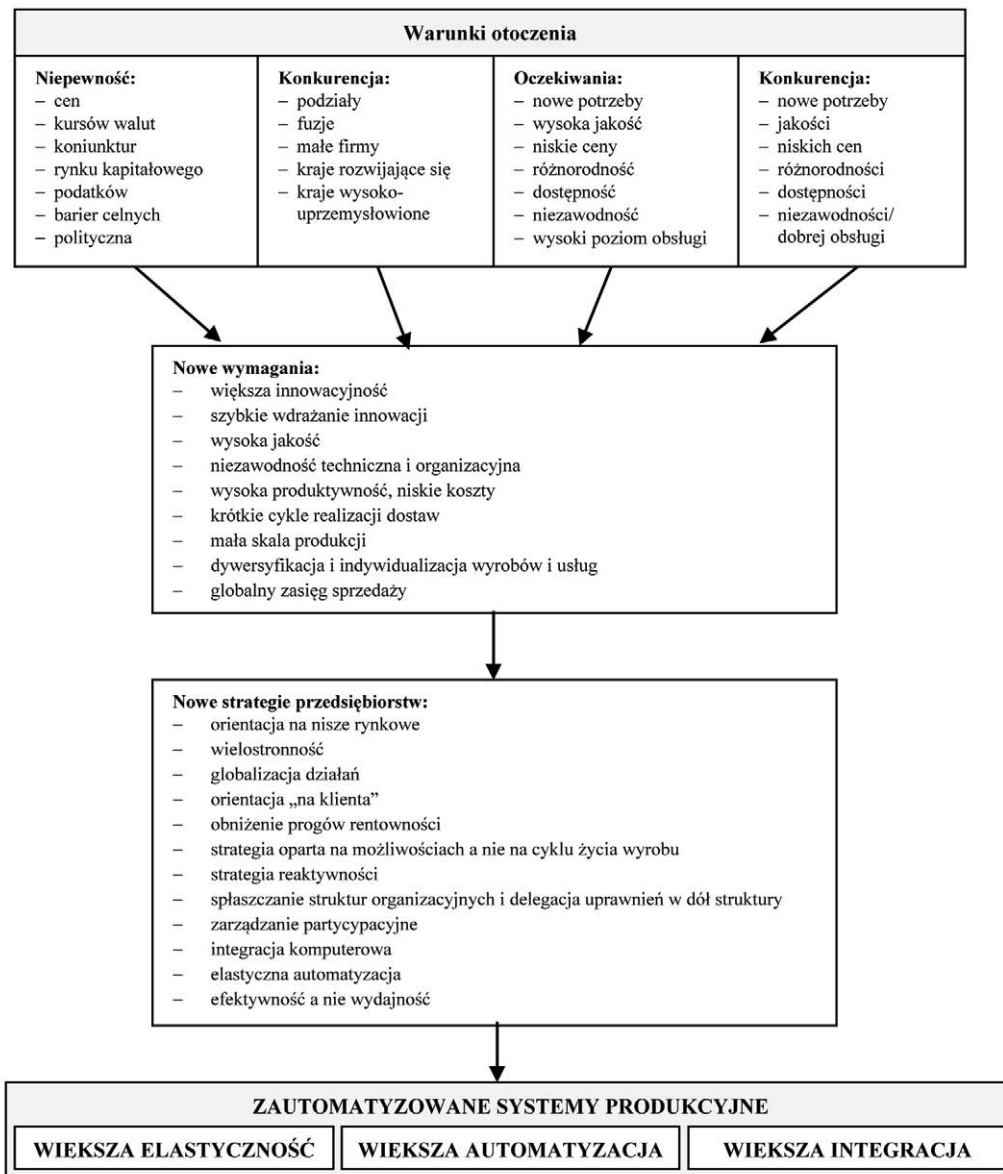 Warunki otoczenia
Niepewność:
– cen
– kursów walut
– koniunktur
– rynku kapitałowego
– podatków
– barier celnych
– polityczna
Konkurencja:
– podziały
– fuzje
– małe firmy
– kraje rozwijające się
– kraje wysoko-
uprzemysłowione
Oczekiwania:
– nowe potrzeby
– wysoka jakość
– niskie ceny
– różnorodność
– dostępność
– niezawodność
– wysoki poziom obsługi
Konkurencja:
– nowe potrzeby
– jakości
– niskich cen
– różnorodności
– dostępności
– niezawodności/
dobrej obsługi
Nowe wymagania:
– większa innowacyjność
– szybkie wdrażanie innowacji
– wysoka jakość
– niezawodność techniczna i organizacyjna
– wysoka produktywność, niskie koszty
– krótkie cykle realizacji dostaw
– mała skala produkcji
– dywersyfikacja i indywidualizacja wyrobów i usług
– globalny zasięg sprzedaży
Nowe strategie przedsiębiorstw:
– orientacja na nisze rynkowe
– wielostronność
– globalizacja działań
– orientacja „na klienta”
– obniżenie progów rentowności
– strategia oparta na możliwościach a nie na cyklu życia wyrobu
– strategia reaktywności
– spłaszczanie struktur organizacyjnych i delegacja uprawnień w dół struktury
– zarządzanie partycypacyjne
– integracja komputerowa
– elastyczna automatyzacja
– efektywność a nie wydajność
ZAUTOMATYZOWANE SYSTEMY PRODUKCYJNE
WIEKSZA ELASTYCZNOŚĆ
WIEKSZA AUTOMATYZACJA
WIEKSZA INTEGRACJA